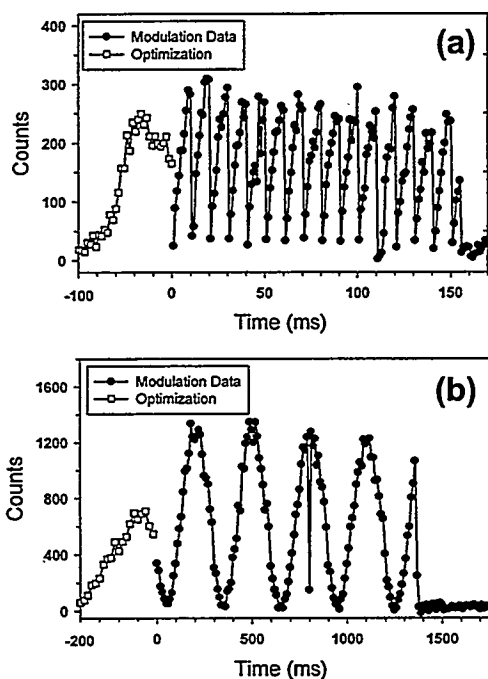 (a)
Modulation Data
Optimization
400
300
200
100
0
Counts
-100
0
50
100
150
Time (ms)
(b)
Modulation Data
Optimization
1600
1200
800
400
0
Counts
-200
0
500
1000
1500
Time (ms)